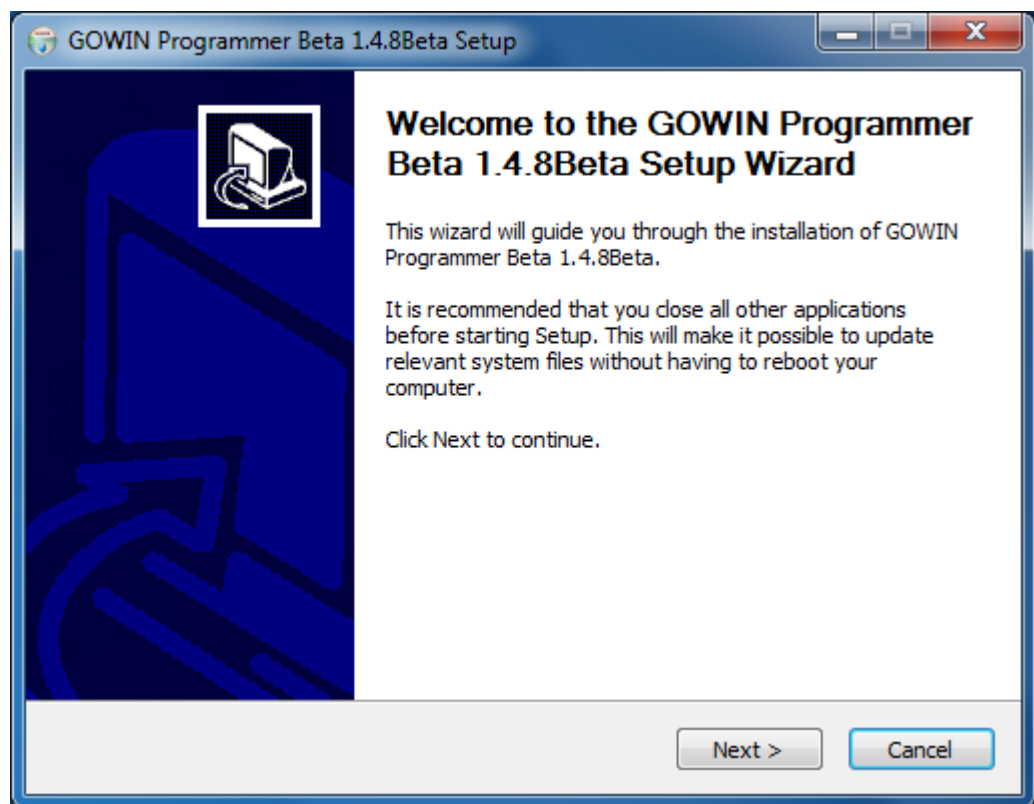 GOWIN Programmer Beta 1.4.8Beta Setup
Welcome to the GOWIN Programmer
Beta 1.4.8Beta Setup Wizard
This wizard will guide you through the installation of GOWIN
Programmer Beta 1.4.8Beta.
It is recommended that you close all other applications
before starting Setup. This will make it possible to update
relevant system files without having to reboot your
computer.
Click Next to continue.
Next >
Cancel